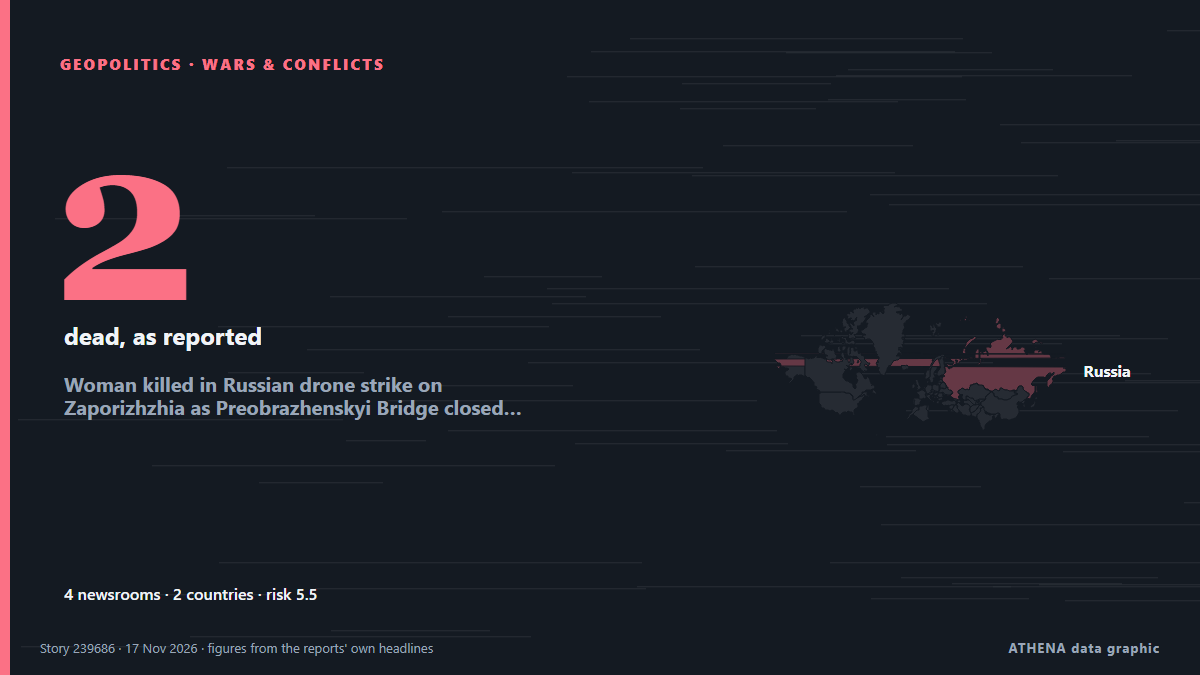 GEOPOLITICS · WARS & CONFLICTS
2
dead, as reported
Woman killed in Russian drone strike on
Zaporizhzhia as Preobrazhenskyi Bridge closed…
Russia
4 newsrooms · 2 countries · risk 5.5
Story 239686 · 17 Nov 2026 · figures from the reports' own headlines
ATHENA data graphic